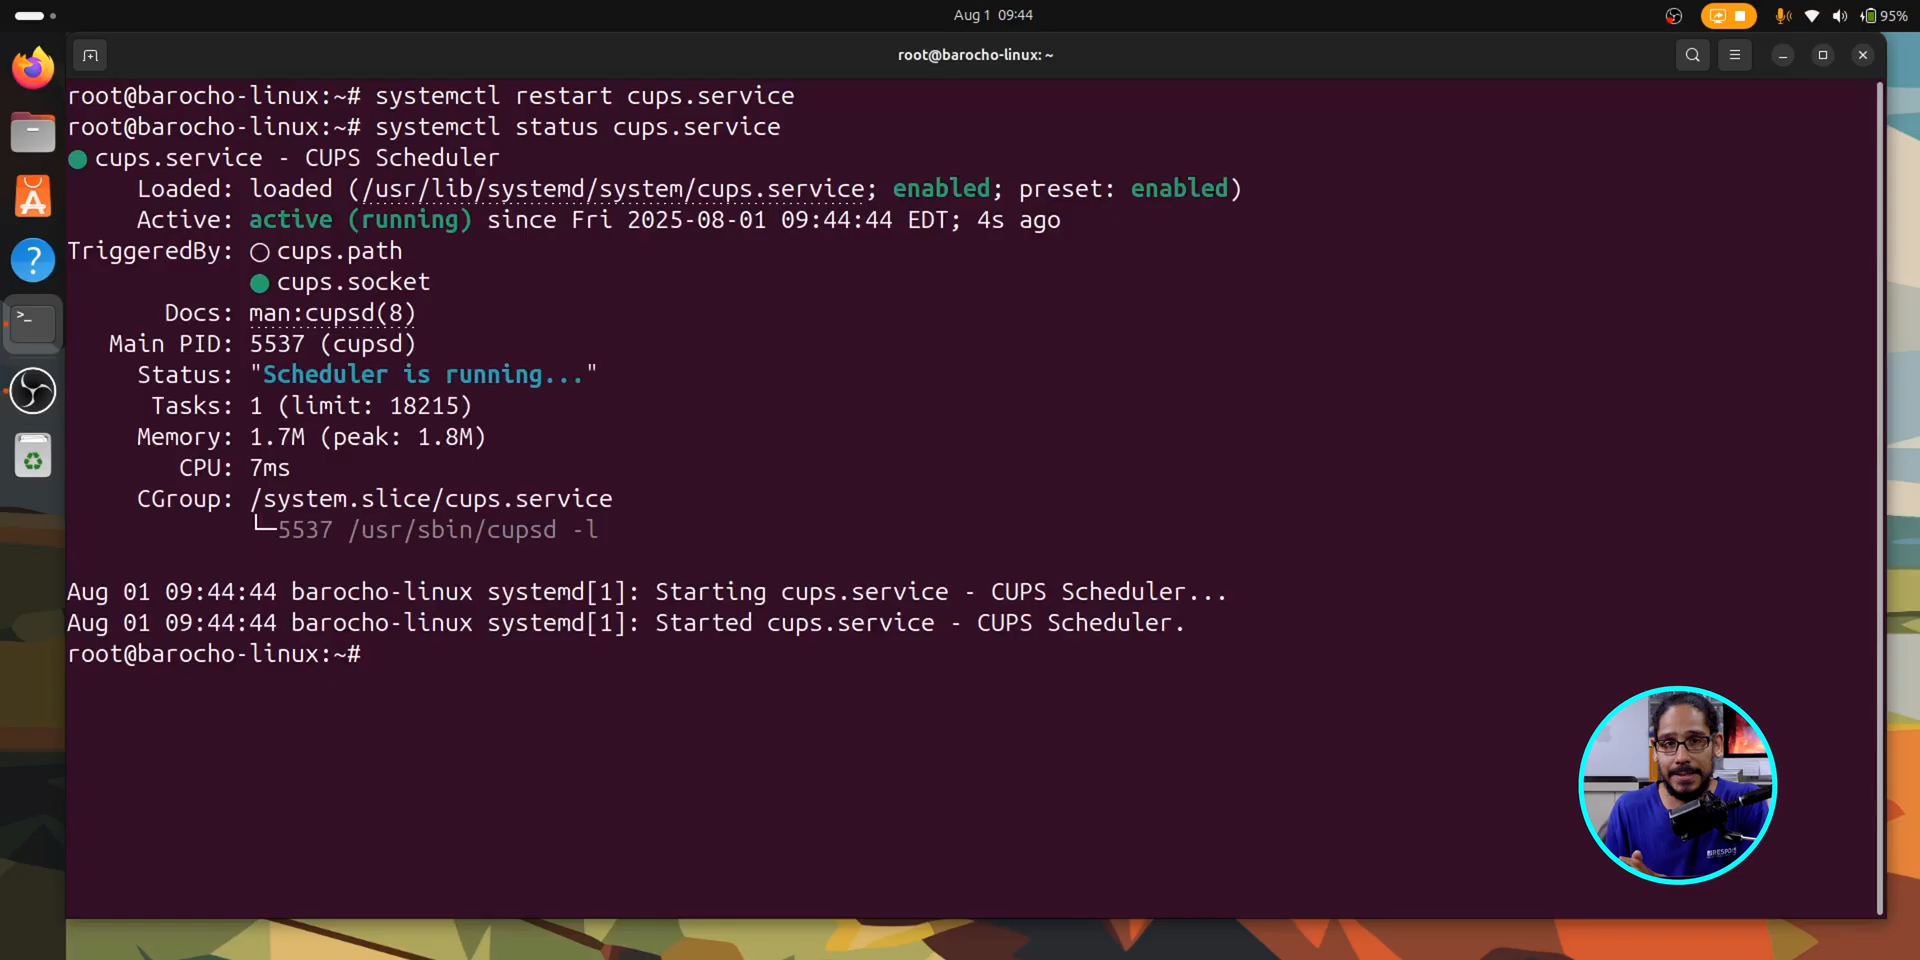 Aug 1 09:44
95%
root@barocho-linux: ~
root@barocho-linux:~# systemctl restart cups.service
root@barocho-linux:~# systemctl status cups.service
● cups.service - CUPS Scheduler
Loaded: loaded (/usr/lib/systemd/system/cups.service; enabled; preset: enabled)
Active: active (running) since Fri 2025-08-01 09:44:44 EDT; 4s ago
TriggeredBy: ○ cups.path
● cups.socket
Docs: man:cupsd(8)
Main PID: 5537 (cupsd)
Status: "Scheduler is running..."
Tasks: 1 (limit: 18215)
Memory: 1.7M (peak: 1.8M)
CPU: 7ms
CGroup: /system.slice/cups.service
└─5537 /usr/sbin/cupsd -l
Aug 01 09:44:44 barocho-linux systemd[1]: Starting cups.service - CUPS Scheduler...
Aug 01 09:44:44 barocho-linux systemd[1]: Started cups.service - CUPS Scheduler.
root@barocho-linux:~#